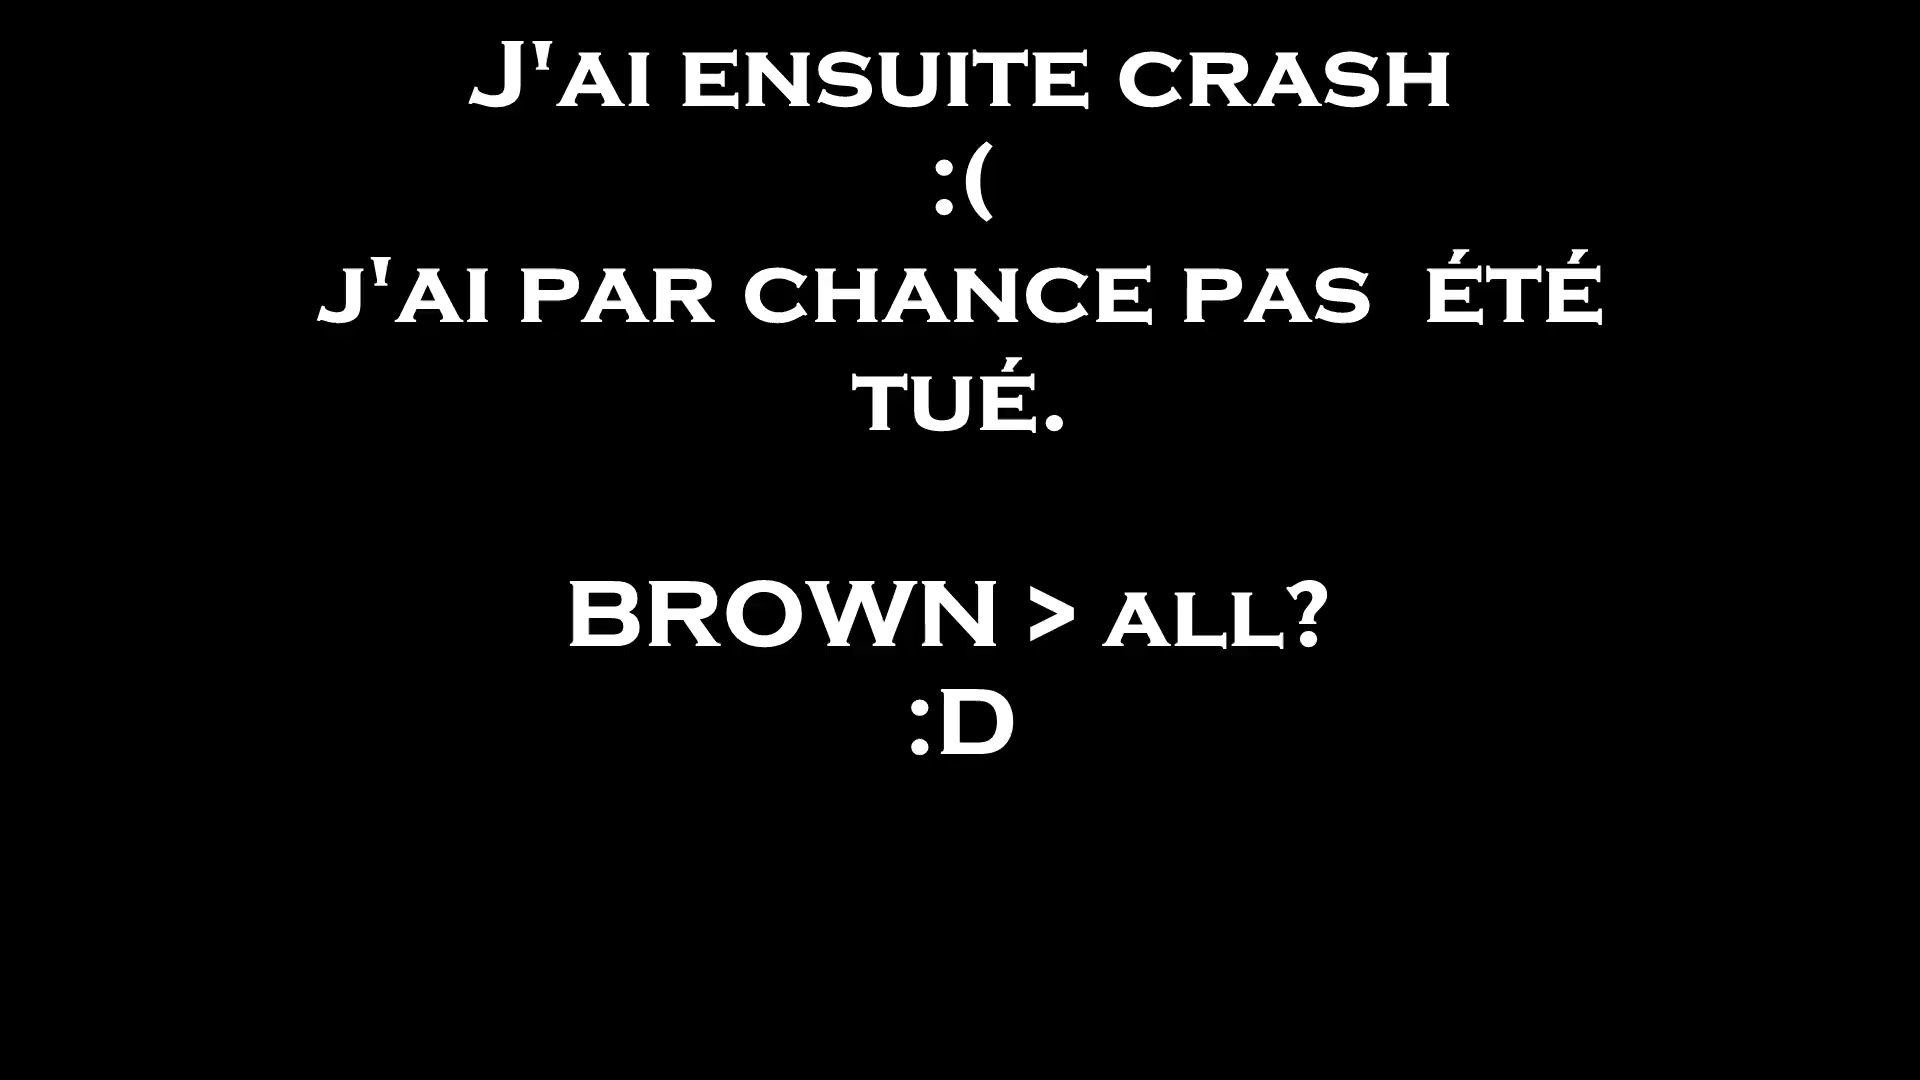 J'ai ensuite crash
:(
j'ai par chance pas  été
tué.
BROWN > all?
:D